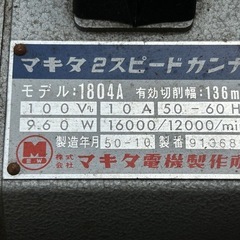 マキタ2スピードカンナ
モデル:1804A 有効切削幅:136m
100V 10A 50-60H
960W 16000/12000/min
製造年月 50-10 製番
M
株式会社 マキタ電機製作所